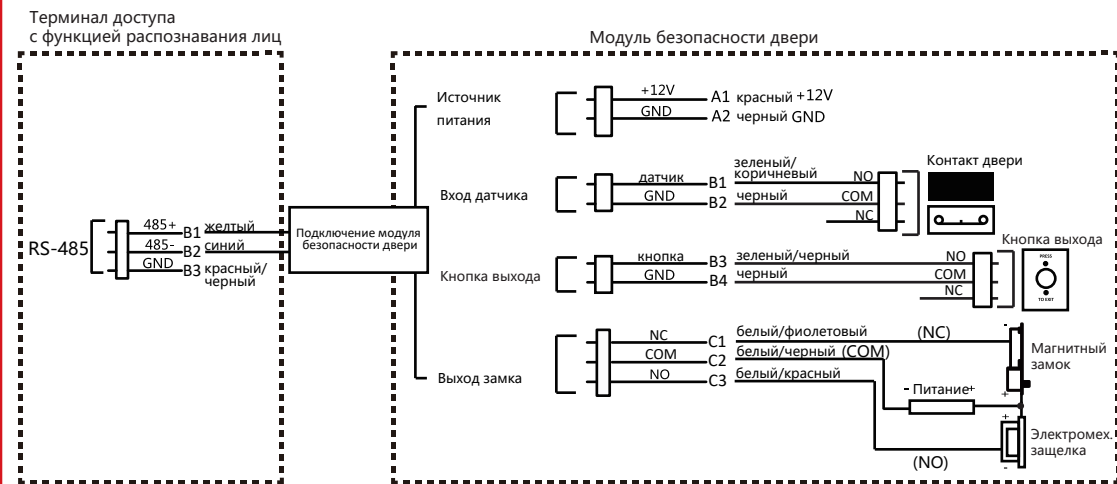 Терминал доступа
с функцией распознавания лиц
Модуль безопасности двери
RS-485
485+
B1
желтый
485-
B2
синий
GND
B3
красный/
черный
Подключение модуля
безопасности двери
Источник
питания
+12V
A1 красный +12V
GND
A2 черный GND
Вход датчика
датчик
B1
зеленый/
коричневый
NO
GND
B2
черный
COM
NC
Контакт двери
Кнопка выхода
кнопка
B3
зеленый/черный
NO
GND
B4
черный
COM
NC
Кнопка выхода
PRESS
TO EXIT
Выход замка
NC
C1
белый/фиолетовый
(NC)
COM
C2
белый/черный (COM)
NO
C3
белый/красный
- Питание+
-
Магнитный
замок
+
+
Электромех.
защелка
-
(NO)